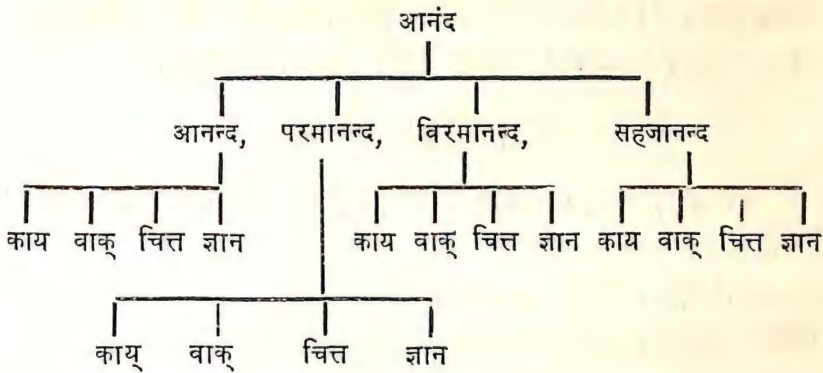 आनंद
आनन्द, परमानन्द, विरमानन्द, सहजानन्द
काय वाक् चित्त ज्ञान काय वाक् चित्त ज्ञान काय वाक् चित्त ज्ञान
काय् वाक् चित्त ज्ञान